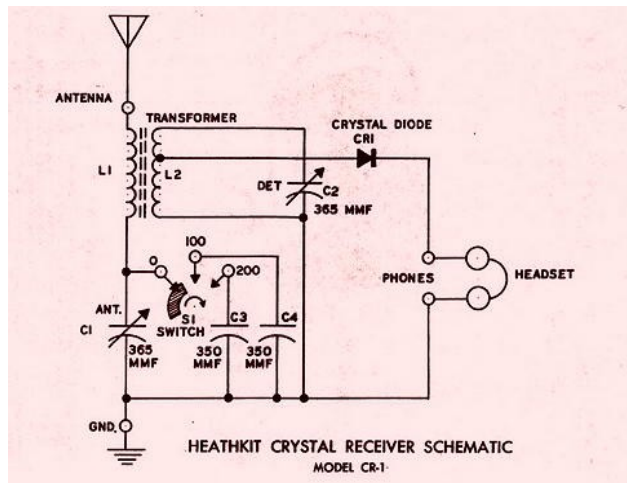 ANTENNA
TRANSFORMER
CRYSTAL DIODE
CR1
L1
L2
DET
C2
365 MMF
0
100
200
PHONES
HEADSET
ANT.
C1
S1
SWITCH
C3
C4
365
MMF
350
MMF
350
MMF
GND.
HEATHKIT CRYSTAL RECEIVER SCHEMATIC
MODEL CR-1